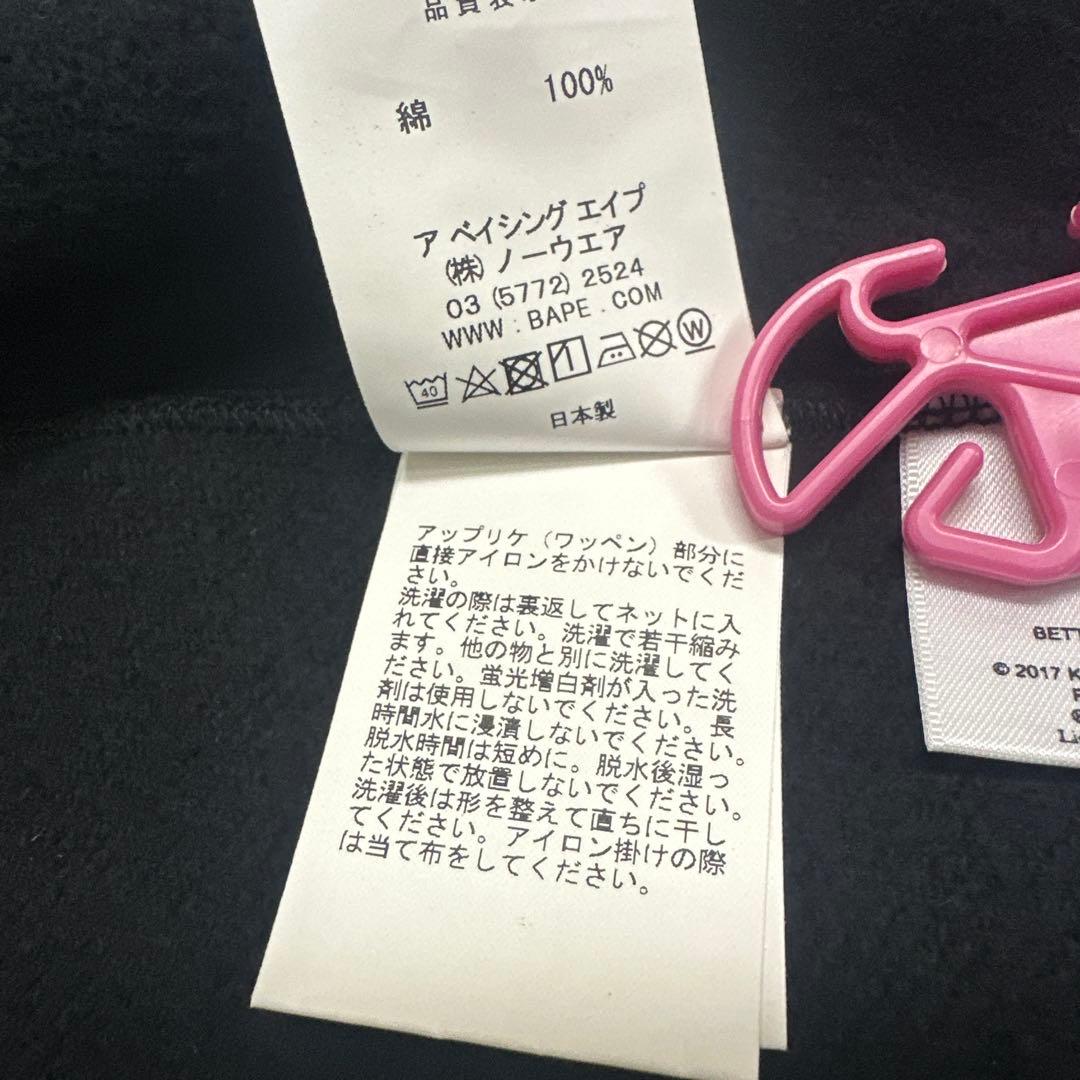 品質表示
綿 100%
ア ベイシング エイプ
(株) ノーウエア
03 (5772) 2524
WWW . BAPE . COM
40
W
日本製
アップリケ（ワッペン）部分に
直接アイロンをかけないでくだ
さい。
洗濯の際は裏返してネットに入
れてください。洗濯で若干縮み
ます。他の物と別に洗濯してく
ださい。蛍光増白剤が入った洗
剤は使用しないでください。長
時間水に浸漬しないでください。
脱水時間は短めに。脱水後湿っ
た状態で放置しないでください。
洗濯後は形を整えて直ちに干し
てください。アイロン掛けの際
は当て布をしてください。
BETT
© 2017 K